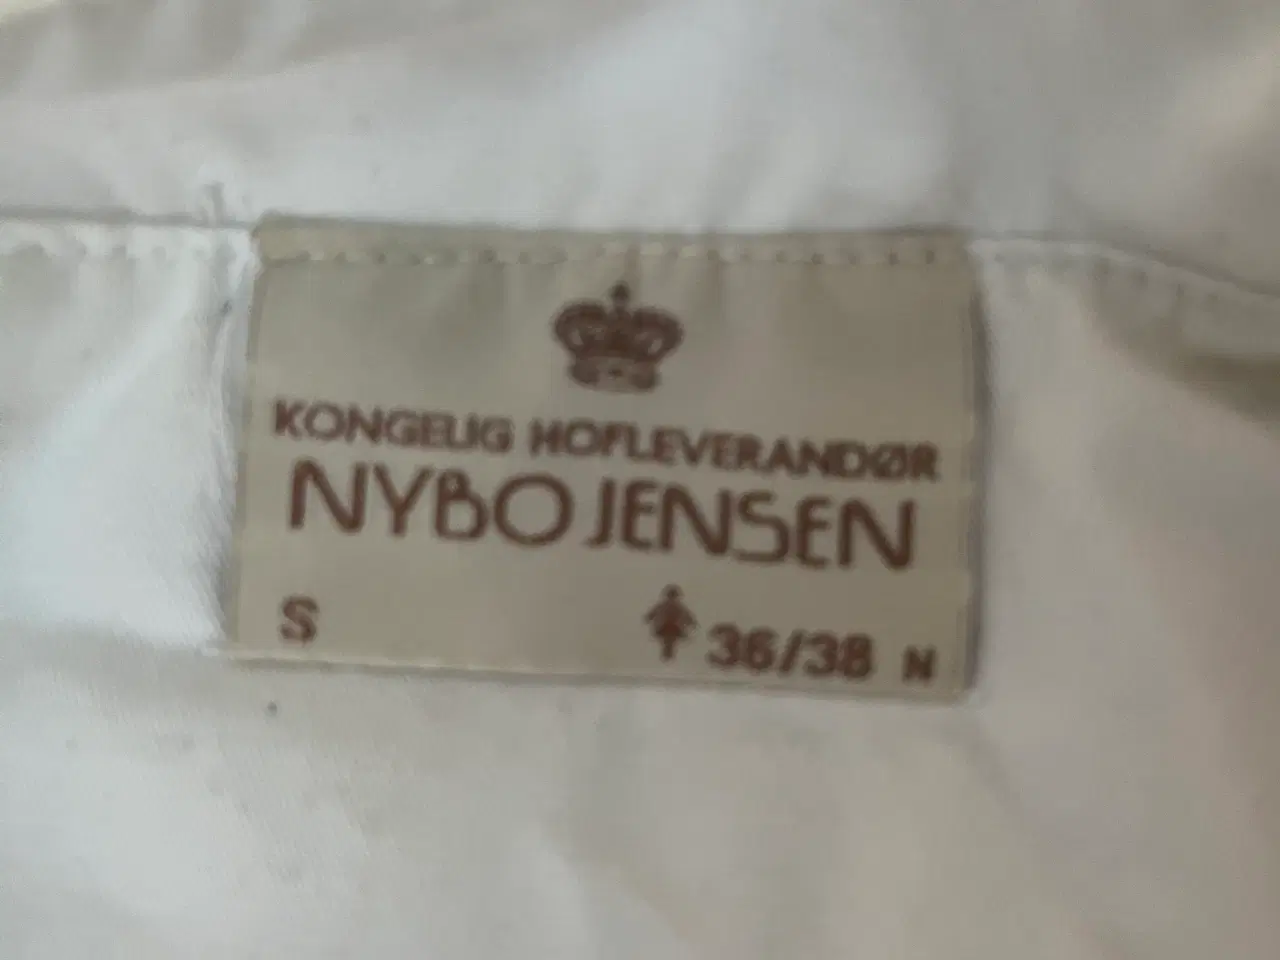 KONGELIG HOFLEVERANDØR
NYBO JENSEN
S 36/38 N